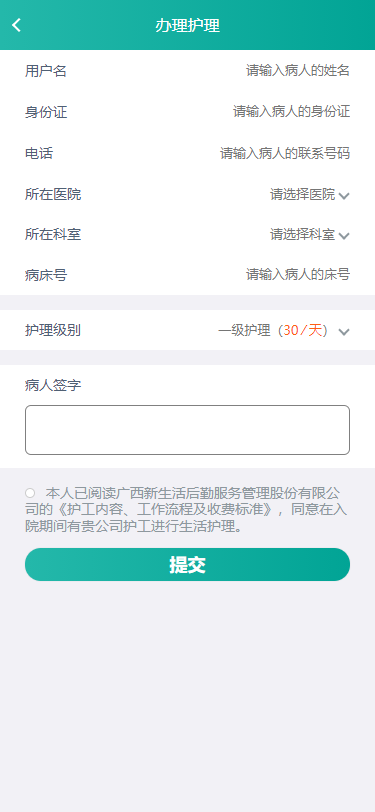 办理护理
用户名 请输入病人的姓名
身份证 请输入病人的身份证
电话 请输入病人的联系号码
所在医院 请选择医院
所在科室 请选择科室
病床号 请输入病人的床号
护理级别 一级护理（30/天）
病人签字
本人已阅读广西新生活后勤服务管理股份有限公
司的《护工内容、工作流程及收费标准》，同意在入
院期间有贵公司护工进行生活护理。
提交